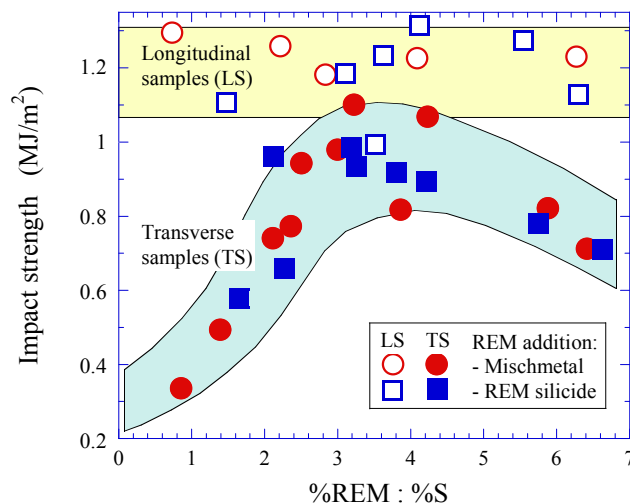 Impact strength (MJ/m²)
1.2
1
0.8
0.6
0.4
0.2
Longitudinal
samples (LS)
Transverse
samples (TS)
LS TS REM addition:
- Mischmetal
- REM silicide
0 1 2 3 4 5 6 7
%REM : %S